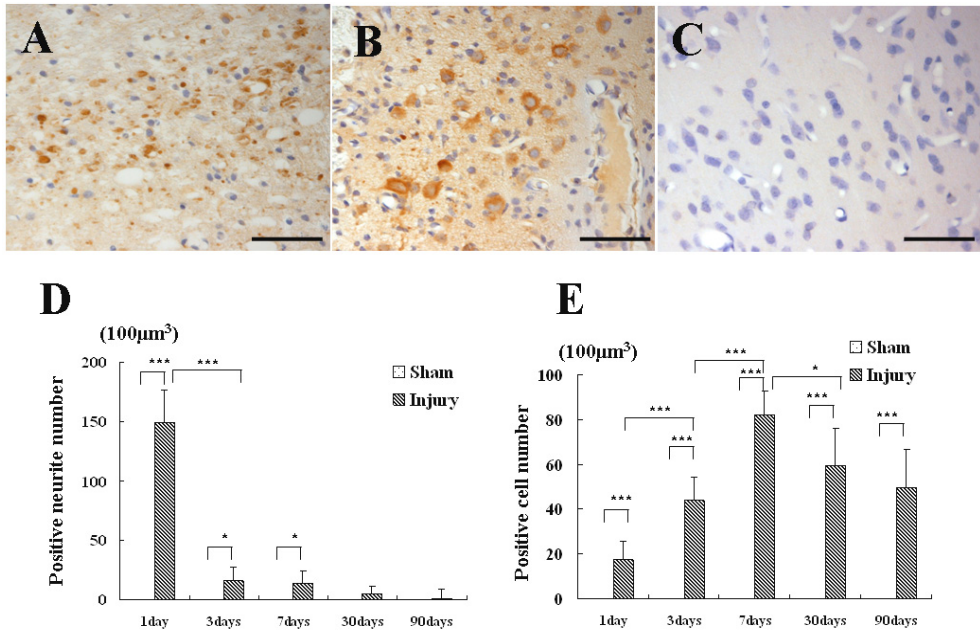 A
B
C
D
(100µm³)
***
***
Sham
Injury
*
*
200
150
100
50
0
Positive neurite number
1day
3days
7days
30days
90days
E
(100µm³)
***
Sham
Injury
***
*
***
***
***
***
***
100
80
60
40
20
0
Positive cell number
1day
3days
7days
30days
90days